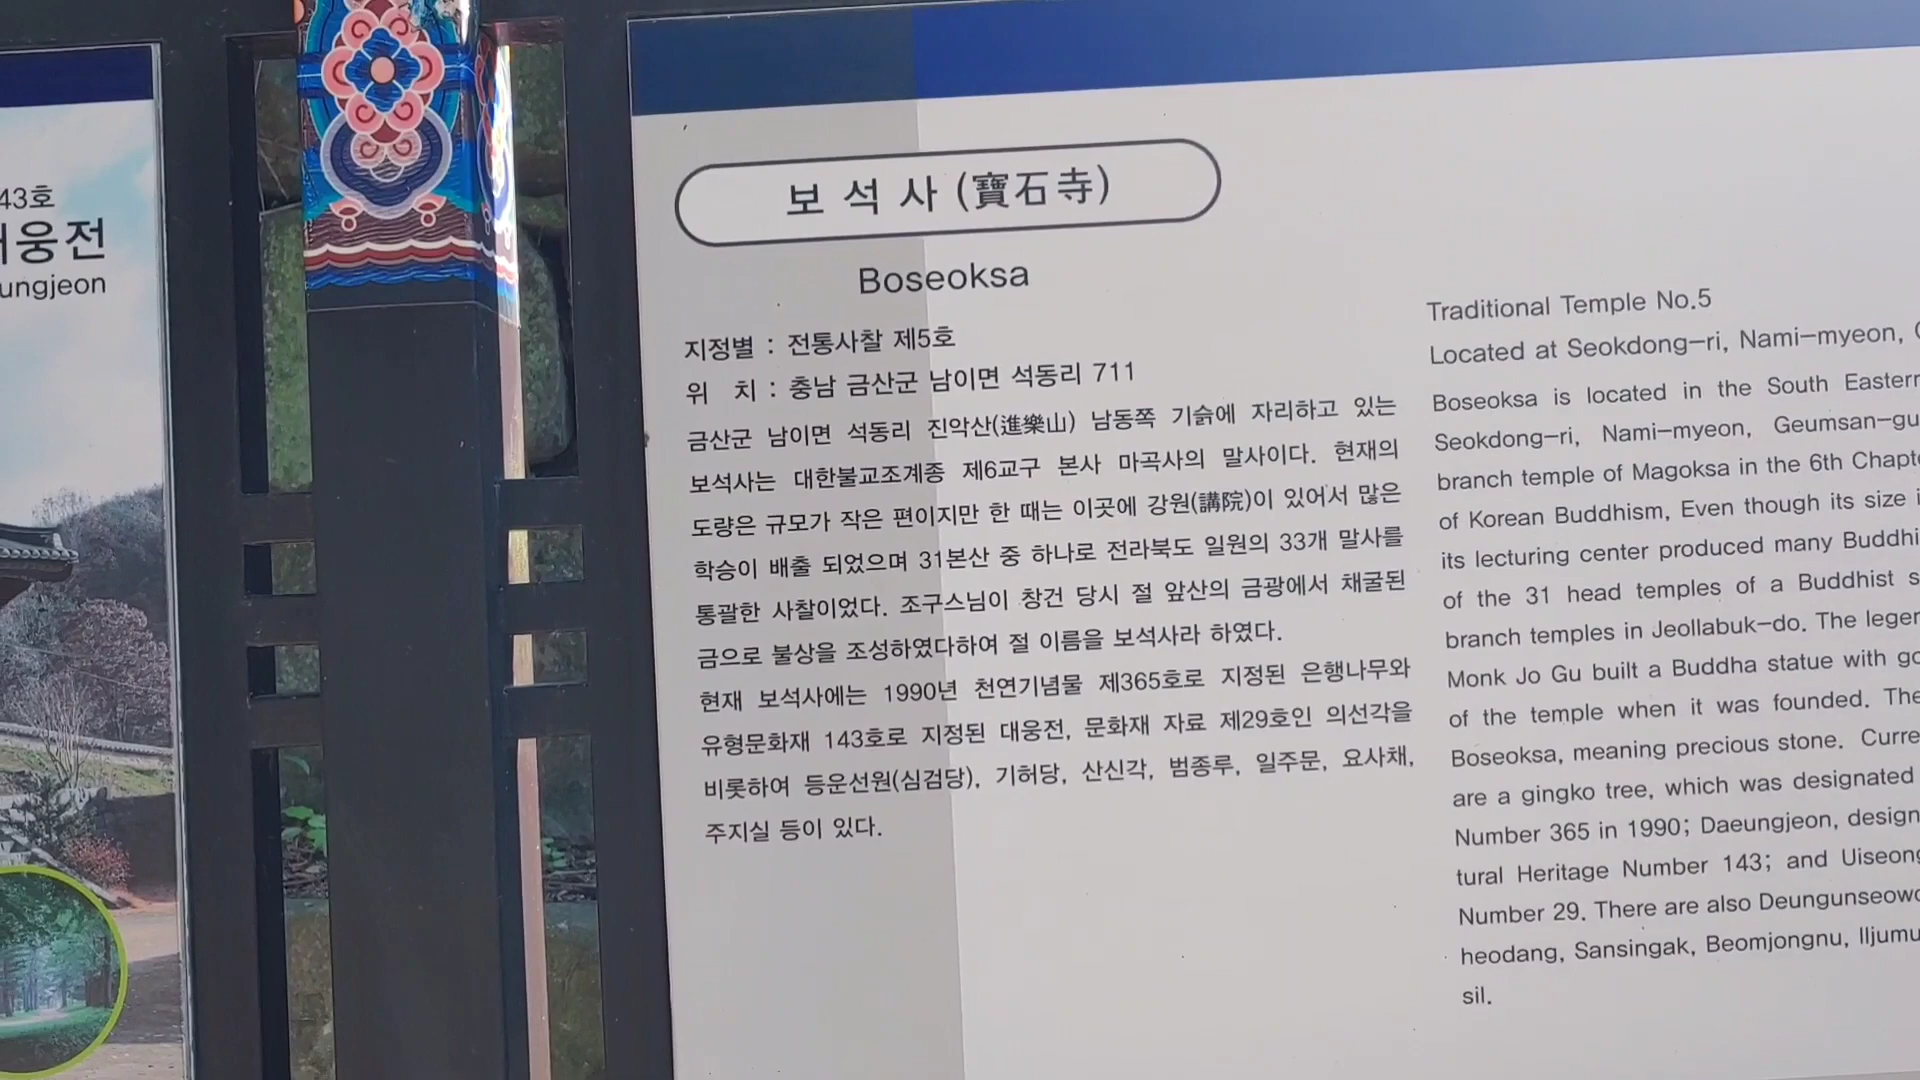 43호
웅전
ungjeon
보석사(寶石寺)
Boseoksa
지정별 : 전통사찰 제5호
위 치 : 충남 금산군 남이면 석동리 711
금산군 남이면 석동리 진악산(進樂山) 남동쪽 기슭에 자리하고 있는
보석사는 대한불교조계종 제6교구 본사 마곡사의 말사이다. 현재의
도량은 규모가 작은 편이지만 한 때는 이곳에 강원(講院)이 있어서 많은
학승이 배출 되었으며 31본산 중 하나로 전라북도 일원의 33개 말사를
통괄한 사찰이었다. 조구스님이 창건 당시 절 앞산의 금광에서 채굴된
금으로 불상을 조성하였다하여 절 이름을 보석사라 하였다.
현재 보석사에는 1990년 천연기념물 제365호로 지정된 은행나무와
유형문화재 143호로 지정된 대웅전, 문화재 자료 제29호인 의선각을
비롯하여 등운선원(심검당), 기허당, 산신각, 범종루, 일주문, 요사채,
주지실 등이 있다.
Traditional Temple No.5
Located at Seokdong-ri, Nami-myeon,
Boseoksa is located in the South Eastern
Seokdong-ri, Nami-myeon, Geumsan-gu
branch temple of Magoksa in the 6th Chapte
of Korean Buddhism, Even though its size i
its lecturing center produced many Buddhi
of the 31 head temples of a Buddhist s
branch temples in Jeollabuk-do. The legen
Monk Jo Gu built a Buddha statue with go
of the temple when it was founded. The
Boseoksa, meaning precious stone. Curre
are a gingko tree, which was designated
Number 365 in 1990; Daeungjeon, design
tural Heritage Number 143; and Uiseong
Number 29. There are also Deungunseowo
heodang, Sansingak, Beomjongnu, Iljumu
sil.